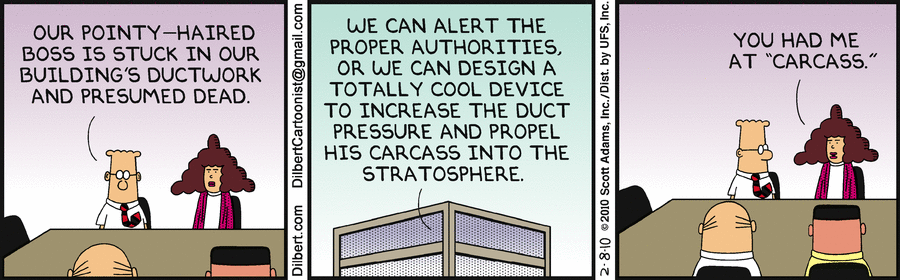 OUR POINTY-HAIRED
BOSS IS STUCK IN OUR
BUILDING'S DUCTWORK
AND PRESUMED DEAD.
Dilbert.com DilbertCartoonist@gmail.com
WE CAN ALERT THE
PROPER AUTHORITIES,
OR WE CAN DESIGN A
TOTALLY COOL DEVICE
TO INCREASE THE DUCT
PRESSURE AND PROPEL
HIS CARCASS INTO THE
STRATOSPHERE.
2-8-10 ©2010 Scott Adams, Inc./Dist. by UFS, Inc.
YOU HAD ME
AT "CARCASS."